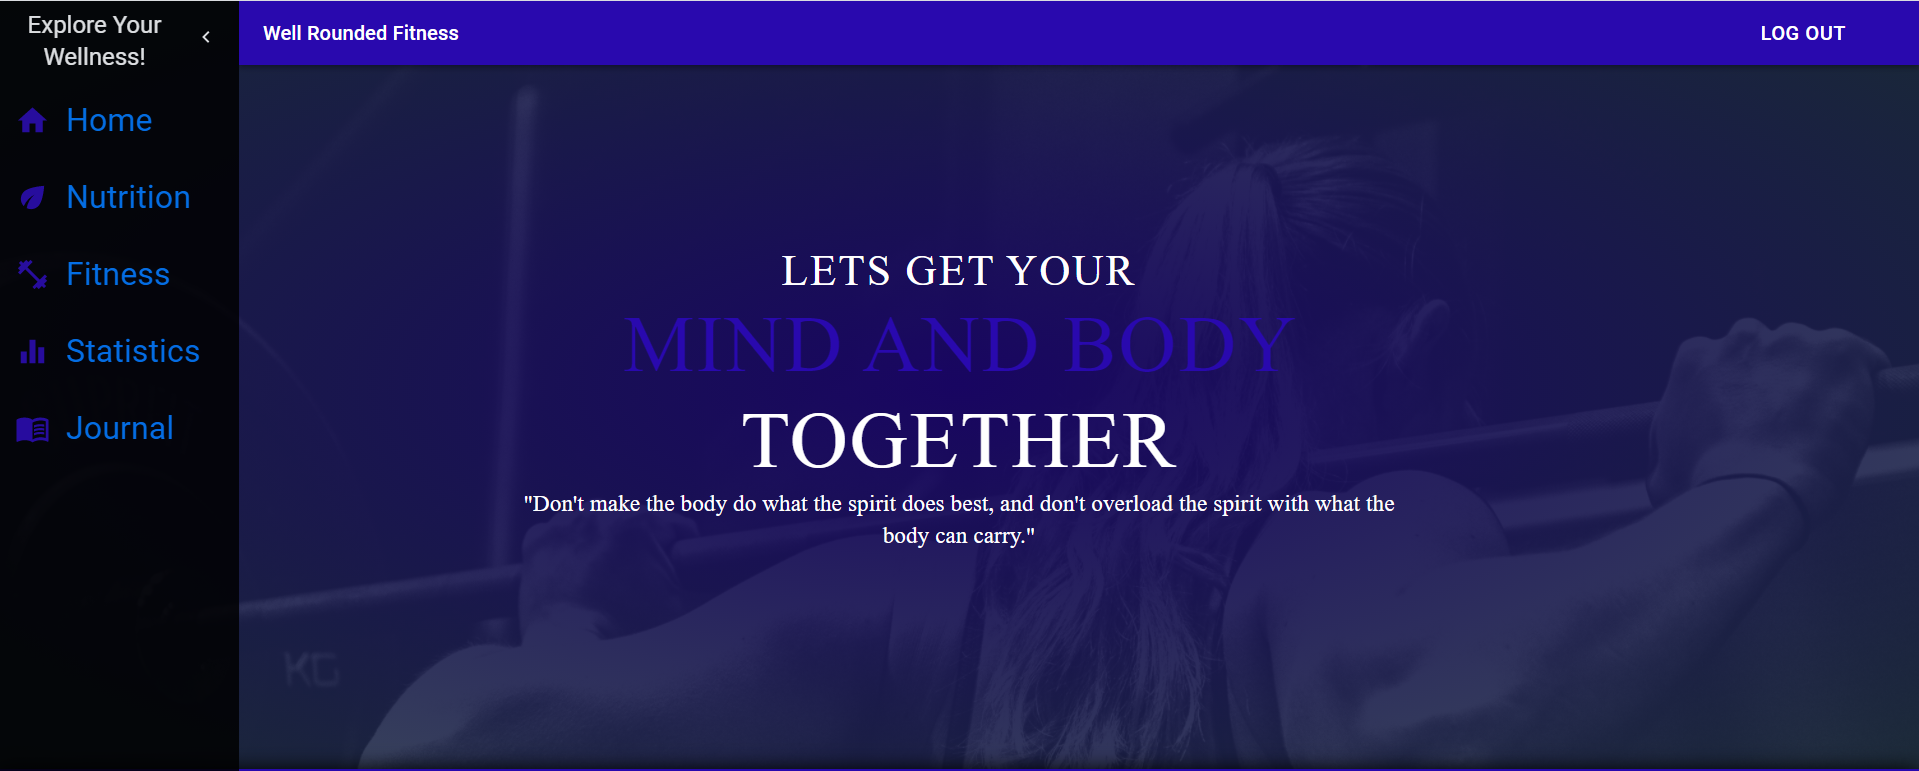 Explore Your
Wellness!
Home
Nutrition
Fitness
Statistics
Journal
Well Rounded Fitness
LOG OUT
LETS GET YOUR
MIND AND BODY
TOGETHER
"Don't make the body do what the spirit does best, and don't overload the spirit with what the
body can carry."
KG